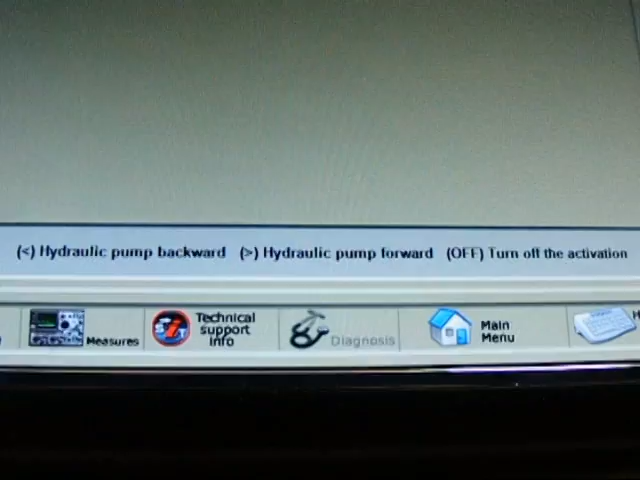 (<) Hydraulic pump backward (>) Hydraulic pump forward (OFF) Turn off the activation
Measures
Technical
support
info
Diagnosis
Main
Menu